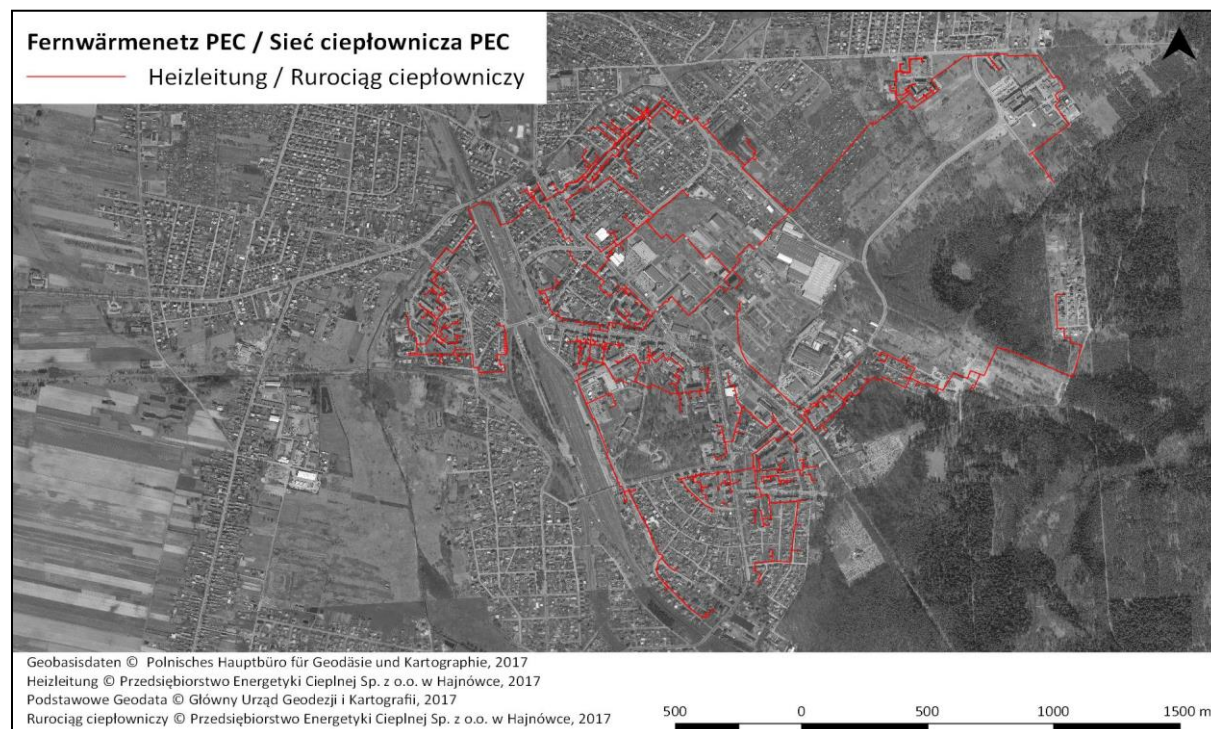 Fernwärmenetz PEC / Sieć ciepłownicza PEC
Heizleitung / Rurociąg ciepłowniczy
Geobasisdaten © Polnisches Hauptbüro für Geodäsie und Kartographie, 2017
Heizleitung © Przedsiębiorstwo Energetyki Cieplnej Sp. z o.o. w Hajnówce, 2017
Podstawowe Geodata © Główny Urząd Geodezji i Kartografii, 2017
Rurociąg ciepłowniczy © Przedsiębiorstwo Energetyki Cieplnej Sp. z o.o. w Hajnówce, 2017
500 0 500 1000 1500 m